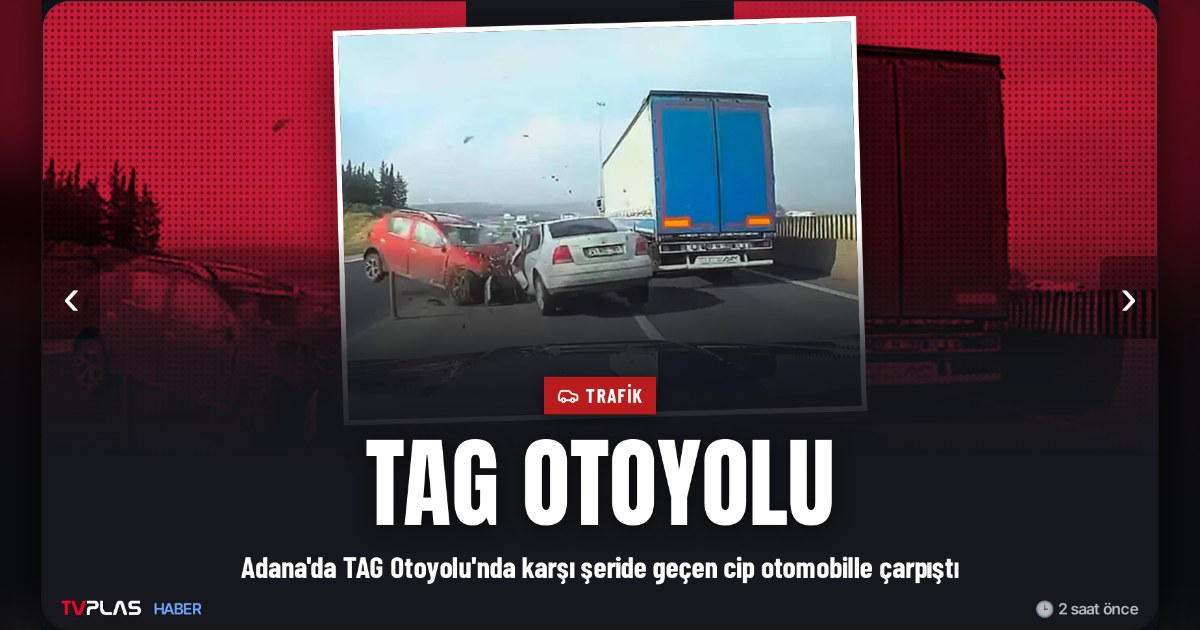 TRAFİK
TAG OTOYOLU
Adana'da TAG Otoyolu'nda karşı şeride geçen cip otomobille çarpıştı
TVPLAS HABER
2 saat önce